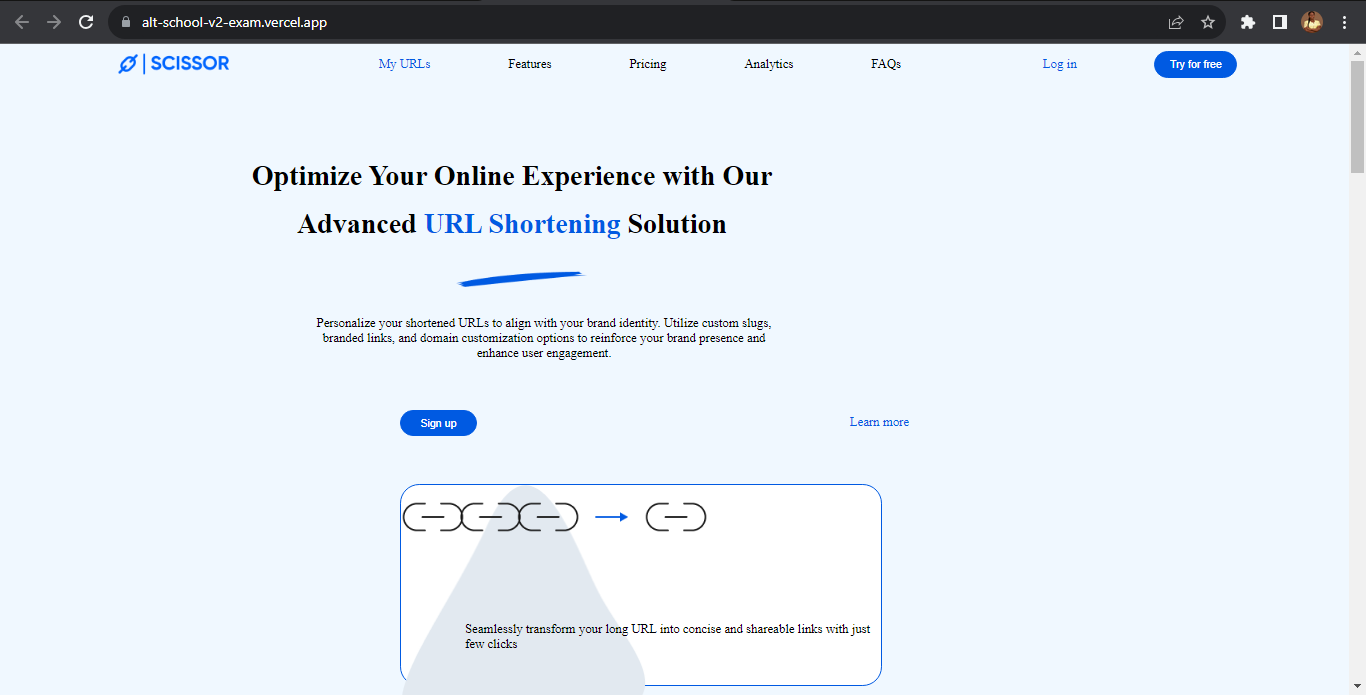 alt-school-v2-exam.vercel.app
SCISSOR My URLs Features Pricing Analytics FAQs Log in Try for free
Optimize Your Online Experience with Our
Advanced URL Shortening Solution
Personalize your shortened URLs to align with your brand identity. Utilize custom slugs,
branded links, and domain customization options to reinforce your brand presence and
enhance user engagement.
Sign up Learn more
Seamlessly transform your long URL into concise and shareable links with just
few clicks